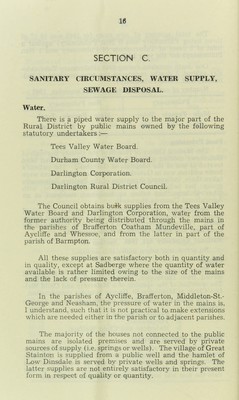 16
SECTION C.
SANITARY CIRCUMSTANCES, WATER SUPPLY,
SEWAGE DISPOSAL.
Water.
There is a piped water supply to the major part of the
Rural District by public mains owned by the following
statutory undertakers :—
Tees Valley Water Board.
Durham County Water Board.
Darlington Corporation.
Darlington Rural District Council.
The Council obtains bulk supplies from the Tees Valley
Water Board and Darlington Corporation, water from the
former authority being distributed through the mains in
the parishes of Brafferton Coatham Mundeville, part of
Aycliffe and Whessoe, and from the latter in part of the
parish of Barmpton.
All these supplies are satisfactory both in quantity and
in quality, except at Sadberge where the quantity of water
available is rather limited owing to the size of the mains
and the lack of pressure therein.
In the parishes of Aycliffe, Brafferton, Middleton-St.-
George and Neasham, the pressure of water in the mains is,
I understand, such that it is not practical to make extensions
which are needed either in the parish or to adjacent parishes.
The majority of the houses not connected to the public
mains are isolated premises and are served by private
sources of supply (i.e. springs or wells). The village of Great
Stainton is supplied from a public well and the hamlet of
Low Dinsdale is served by private wells and springs. The
latter supplies are not entirely satisfactory in their present
form in respect of quality or quantity.